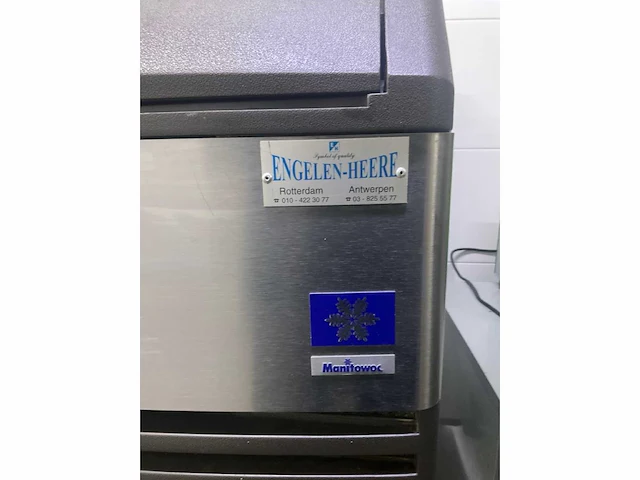 Symbol of quality
ENGELEN-HEERE
Rotterdam Antwerpen
☎ 010 - 422 30 77 ☎ 03 - 825 55 77
Manitowoc